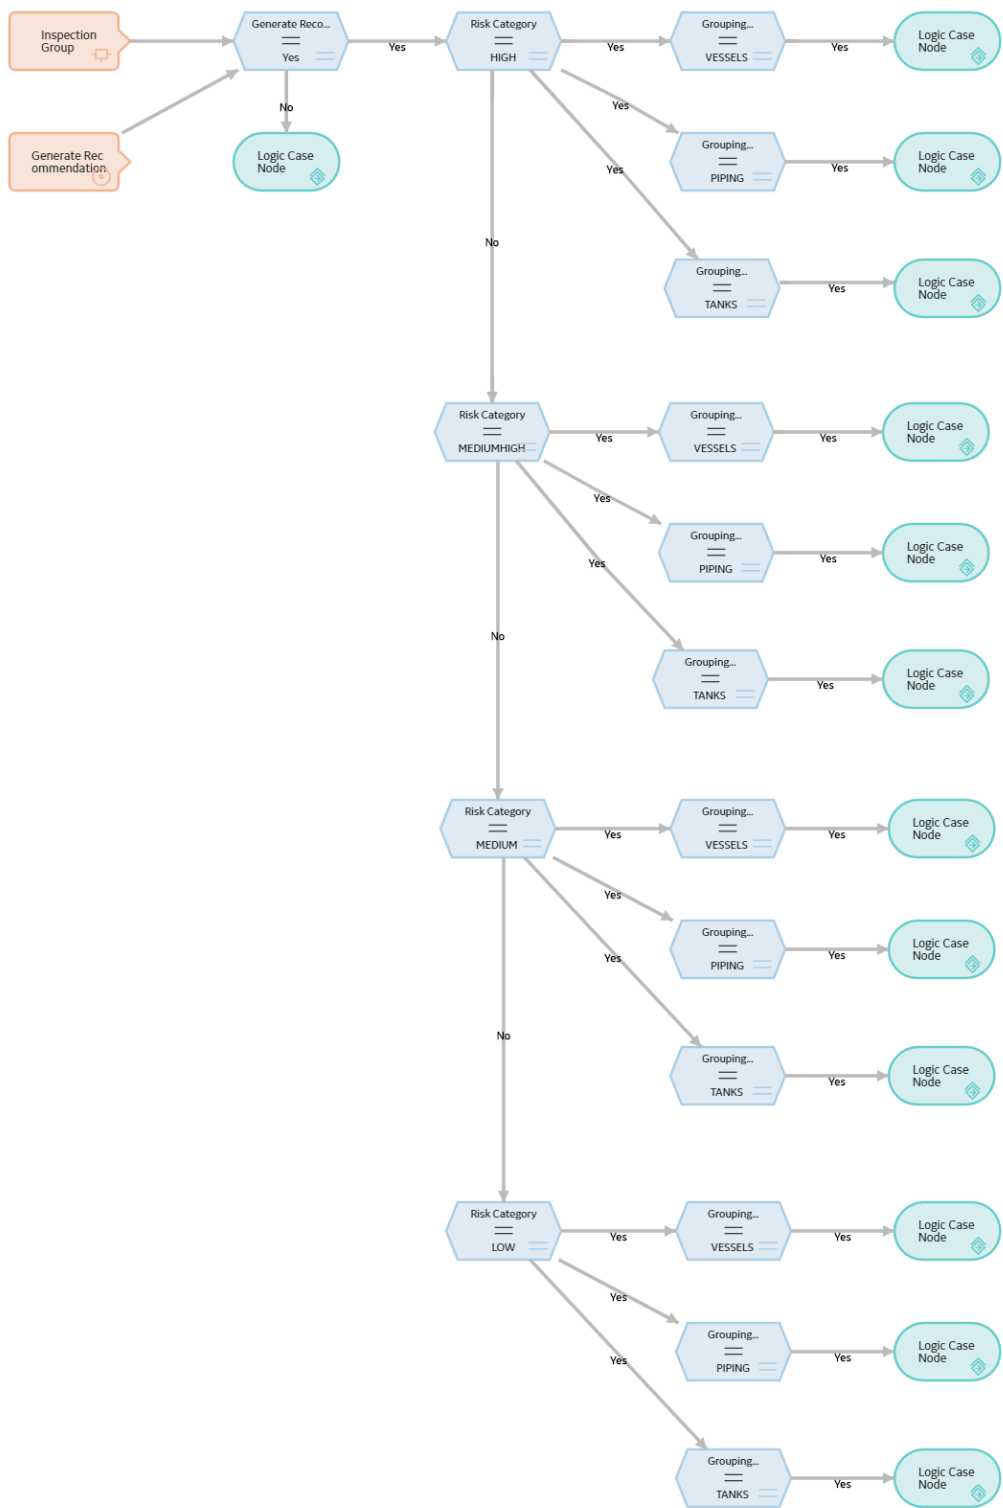 Inspection
Group
Generate Reco...
Yes
Yes
Risk Category
HIGH
Yes
Grouping...
VESSELS
Yes
Logic Case
Node
No
Yes
Generate Rec
ommendation
Logic Case
Node
Grouping...
PIPING
Yes
Logic Case
Node
Yes
No
Grouping...
TANKS
Yes
Logic Case
Node
Risk Category
MEDIUMHIGH
Yes
Grouping...
VESSELS
Yes
Logic Case
Node
Yes
Grouping...
PIPING
Yes
Logic Case
Node
Yes
No
Grouping...
TANKS
Yes
Logic Case
Node
Risk Category
MEDIUM
Yes
Grouping...
VESSELS
Yes
Logic Case
Node
Yes
Grouping...
PIPING
Yes
Logic Case
Node
Yes
No
Grouping...
TANKS
Yes
Logic Case
Node
Risk Category
LOW
Yes
Grouping...
VESSELS
Yes
Logic Case
Node
Yes
Grouping...
PIPING
Yes
Logic Case
Node
Yes
Grouping...
TANKS
Yes
Logic Case
Node